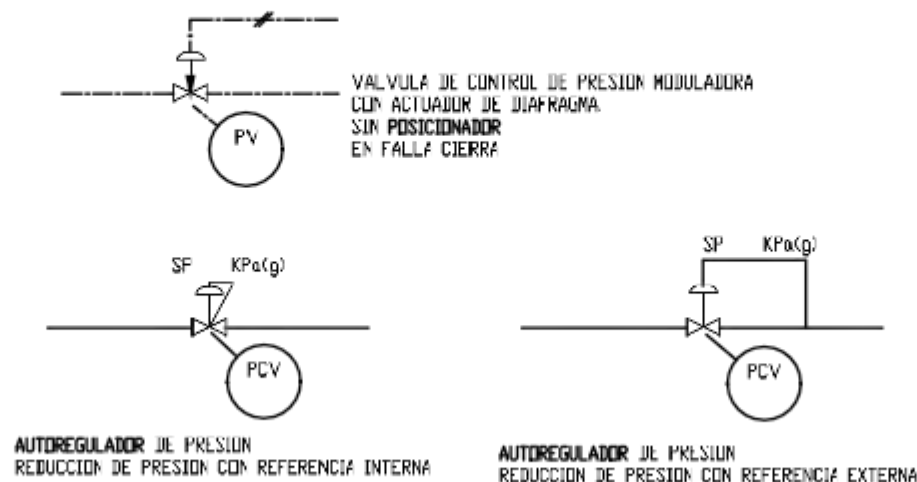 VALVULA DE CONTROL DE PRESION MODULADORA
CON ACTUADOR DE DIAFRAGMA
SIN POSICIONADOR
EN FALLA CIERRA
PV
SP KPa(g)
PCV
AUTOREGULADOR DE PRESION
REDUCCION DE PRESION CON REFERENCIA INTERNA
SP KPa(g)
PCV
AUTOREGULADOR DE PRESION
REDUCCION DE PRESION CON REFERENCIA EXTERNA